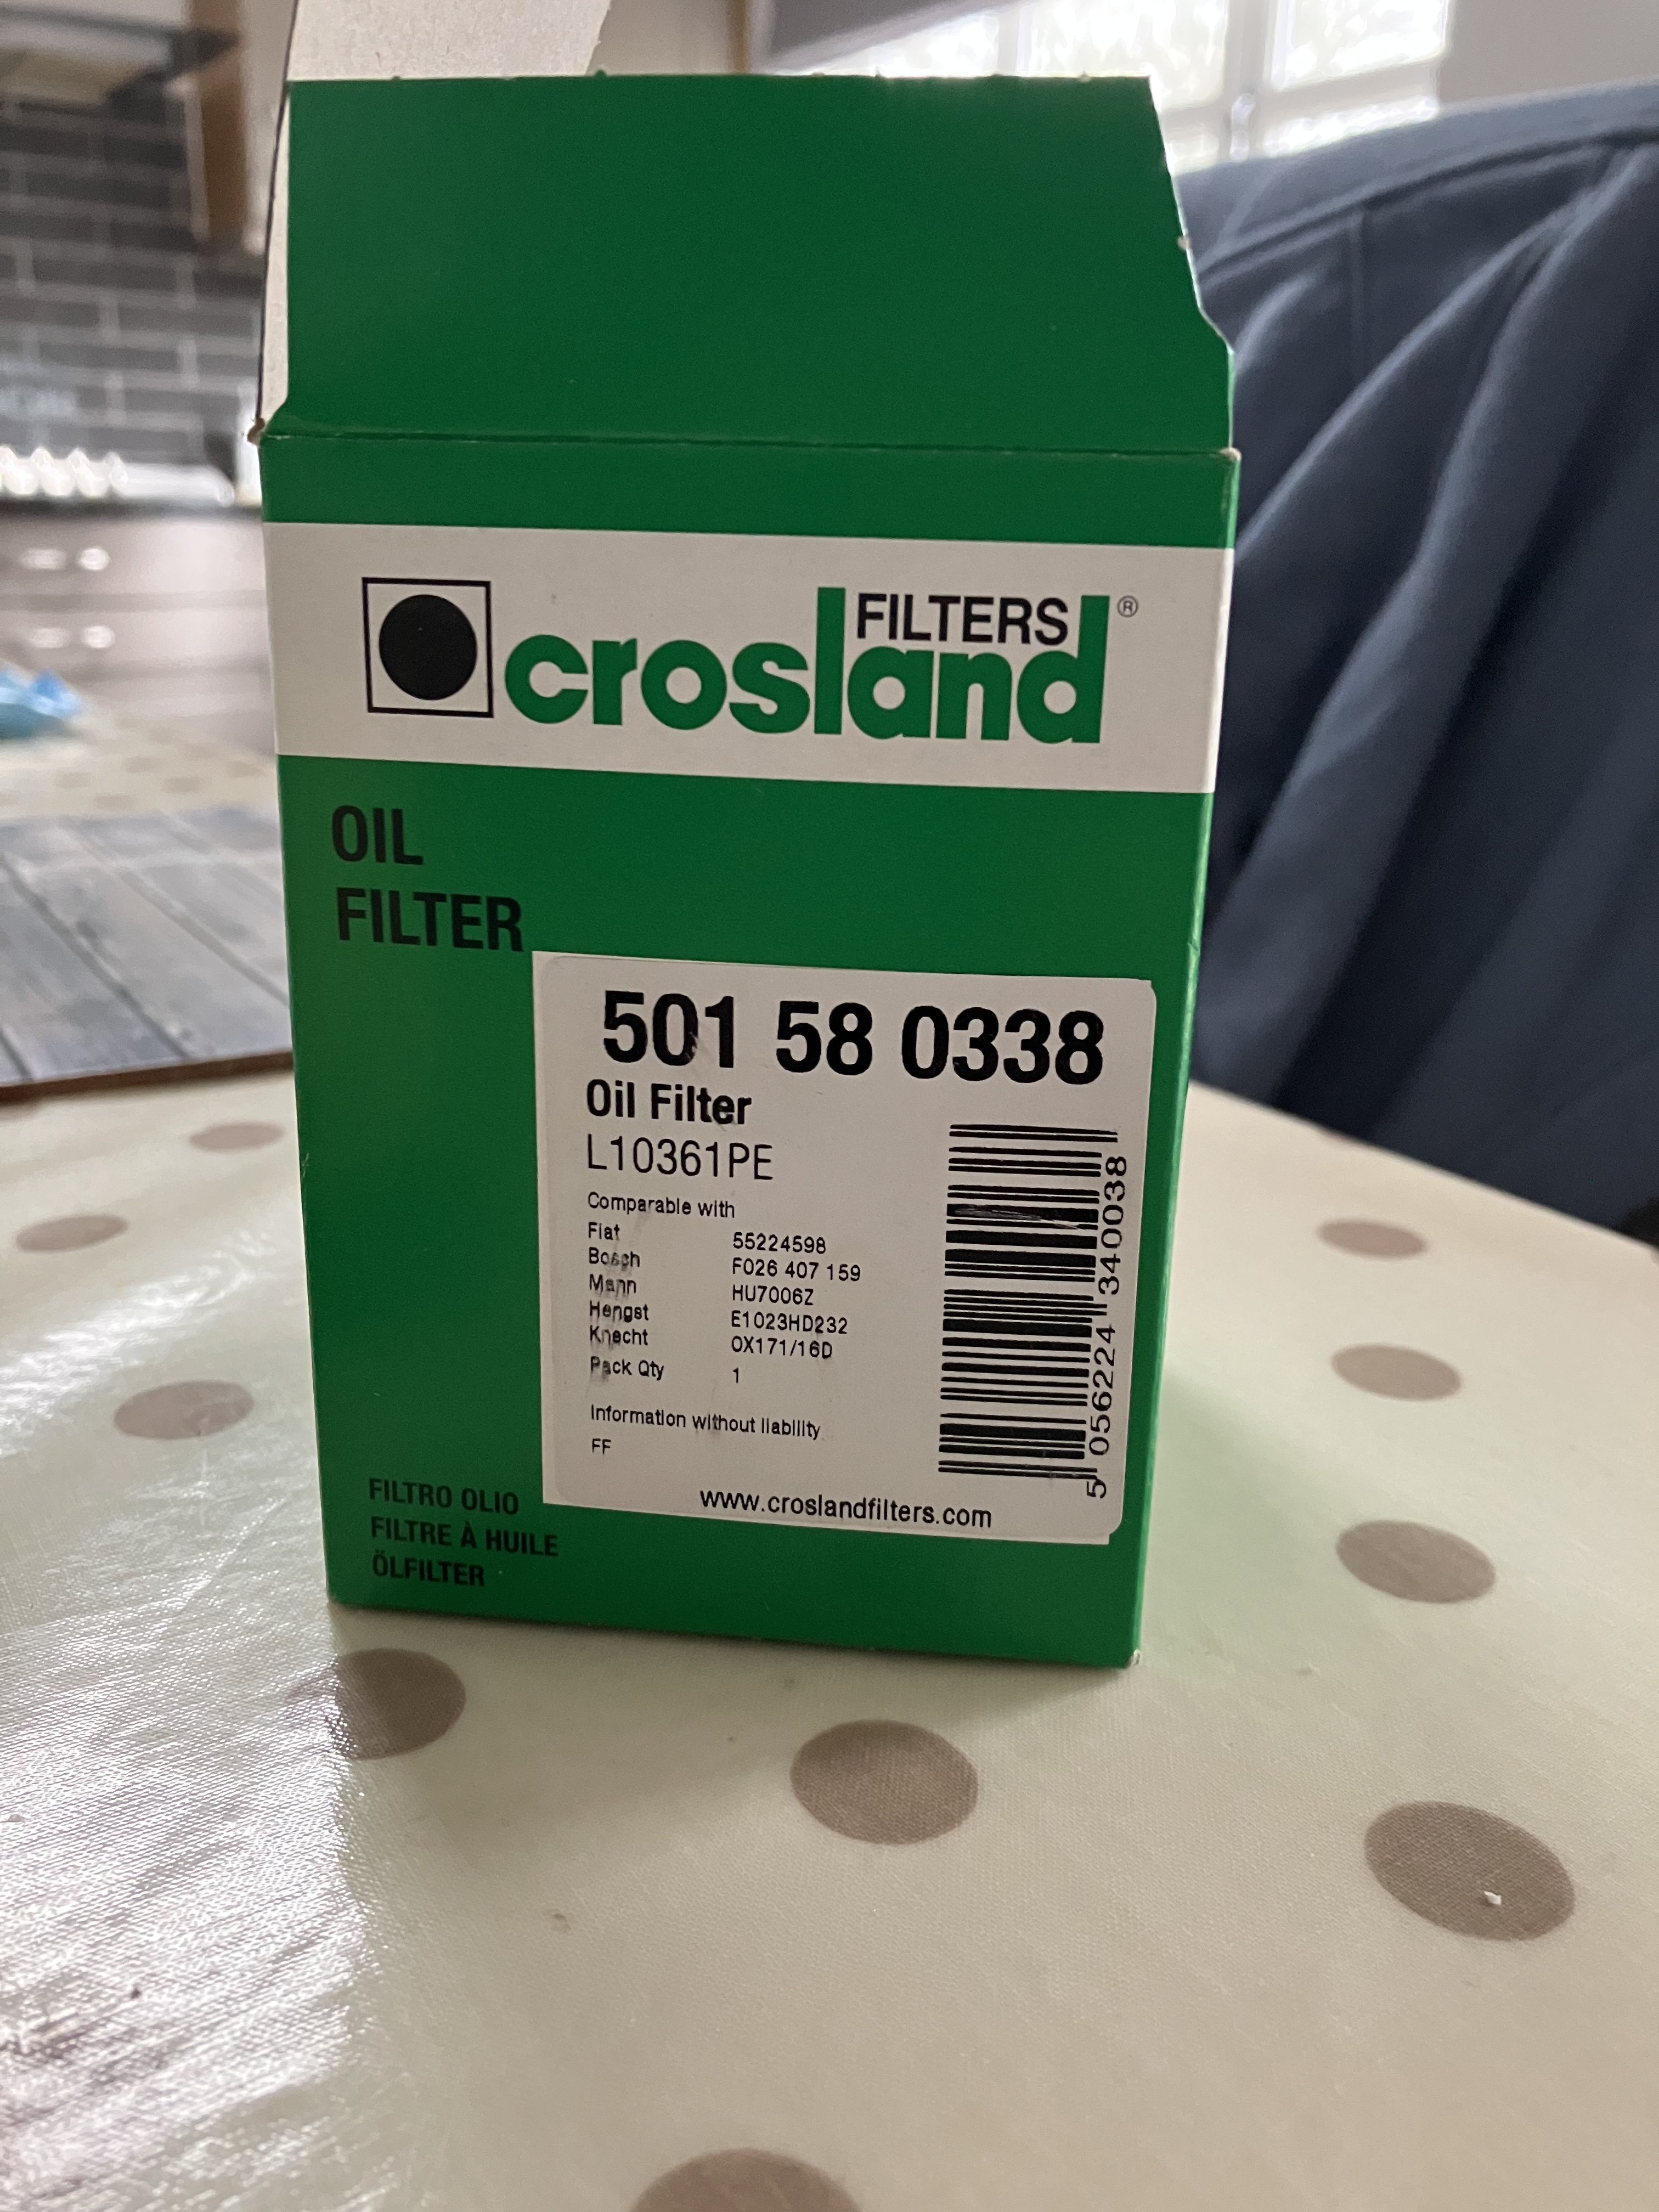 FILTERS
crosland®
OIL
FILTER
501 58 0338
Oil Filter
L10361PE
Comparable with
Fiat 55224598
Bosch F026 407 159
Mann HU7006Z
Hengst E1023HD232
Knecht OX171/16D
Pack Qty 1
Information without liability
FF
www.croslandfilters.com
5 056224 340038
FILTRO OLIO
FILTRE À HUILE
ÖLFILTER